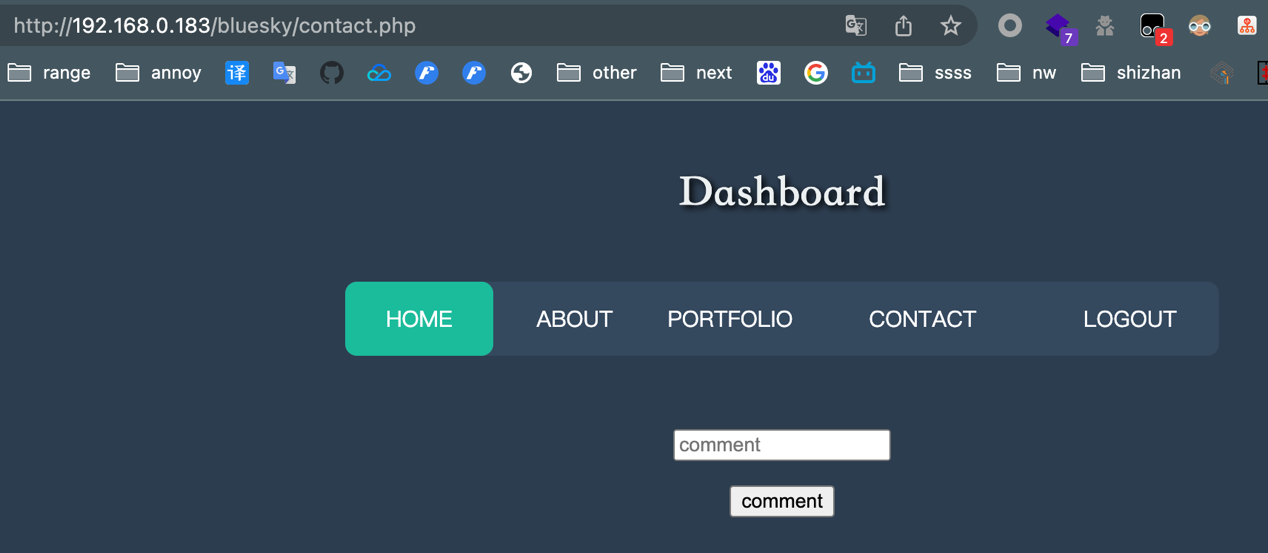 http://192.168.0.183/bluesky/contact.php
7
2
range annoy 译 G other next du G ssss nw shizhan
Dashboard
HOME ABOUT PORTFOLIO CONTACT LOGOUT
comment
comment